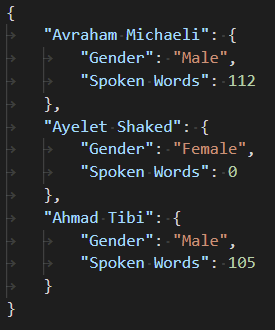 {
    "Avraham Michaeli": {
        "Gender": "Male",
        "Spoken Words": 112
    },
    "Ayelet Shaked": {
        "Gender": "Female",
        "Spoken Words": 0
    },
    "Ahmad Tibi": {
        "Gender": "Male",
        "Spoken Words": 105
    }
}